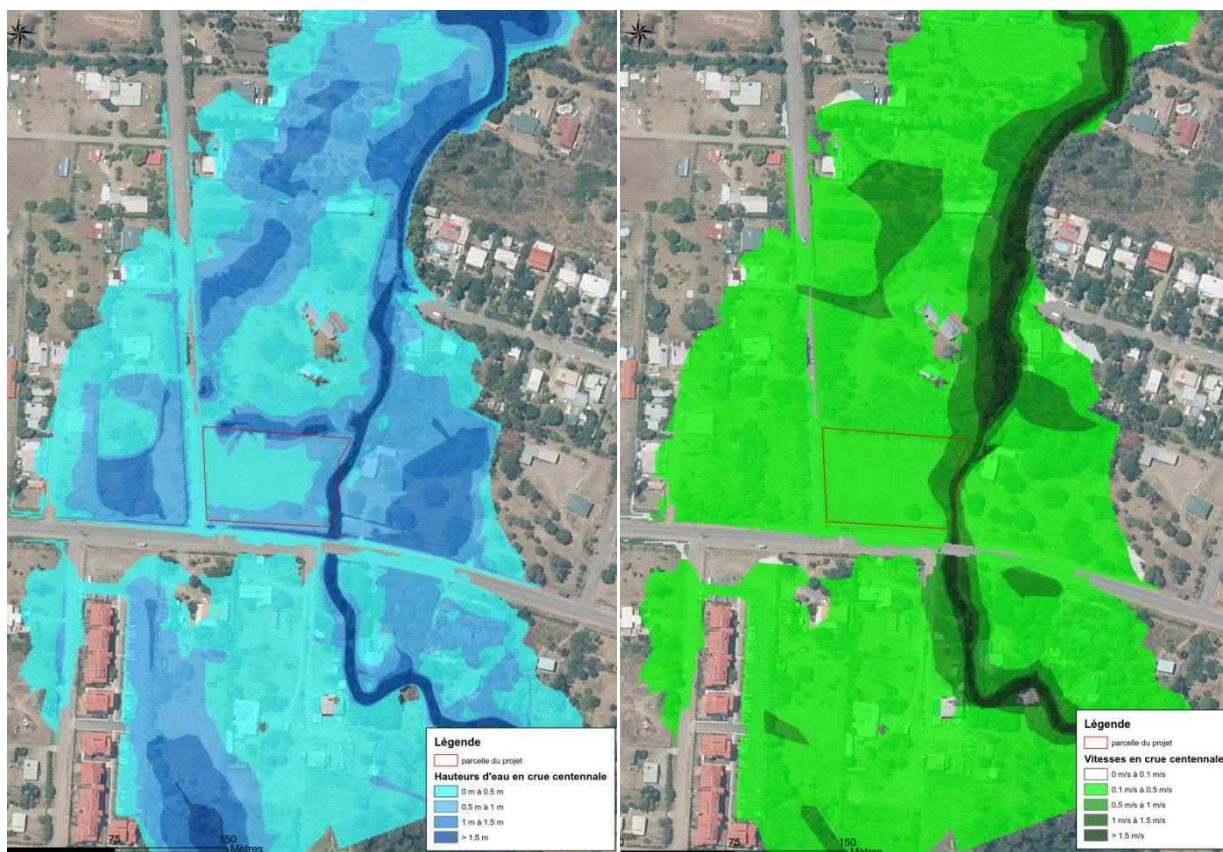 Légende
parcelle du projet
Hauteurs d'eau en crue centennale
0 m à 0.5 m
0.5 m à 1 m
1 m à 1.5 m
> 1.5 m
75
150
Mètres
Légende
parcelle du projet
Vitesses en crue centennale
0 m/s à 0.1 m/s
0.1 m/s à 0.5 m/s
0.5 m/s à 1 m/s
1 m/s à 1.5 m/s
> 1.5 m/s
75
150
Mètres